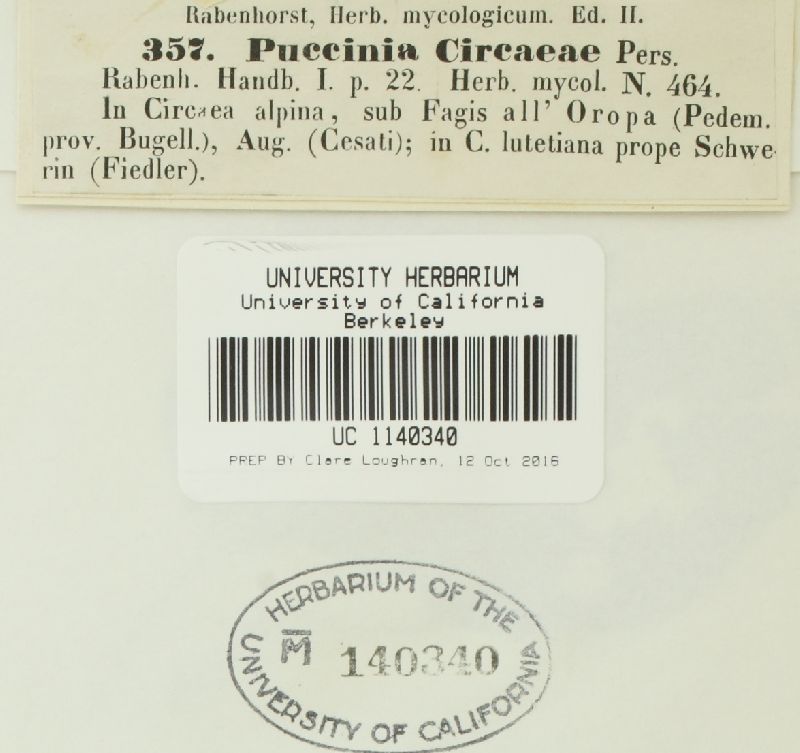 Rabenhorst, Herb. mycologicum. Ed. II.
357. Puccinia Circaeae Pers.
Rabenh. Handb. I. p. 22. Herb. mycol. N. 464.
In Circaea alpina, sub Fagis all' Oropa (Pedem.
prov. Bugell.), Aug. (Cesati); in C. lutetiana prope Schwe-
rin (Fiedler).
UNIVERSITY HERBARIUM
University of California
Berkeley
UC 1140340
PREP BY Clare Loughran, 12 Oct 2016
HERBARIUM OF THE
M 140340
UNIVERSITY OF CALIFORNIA